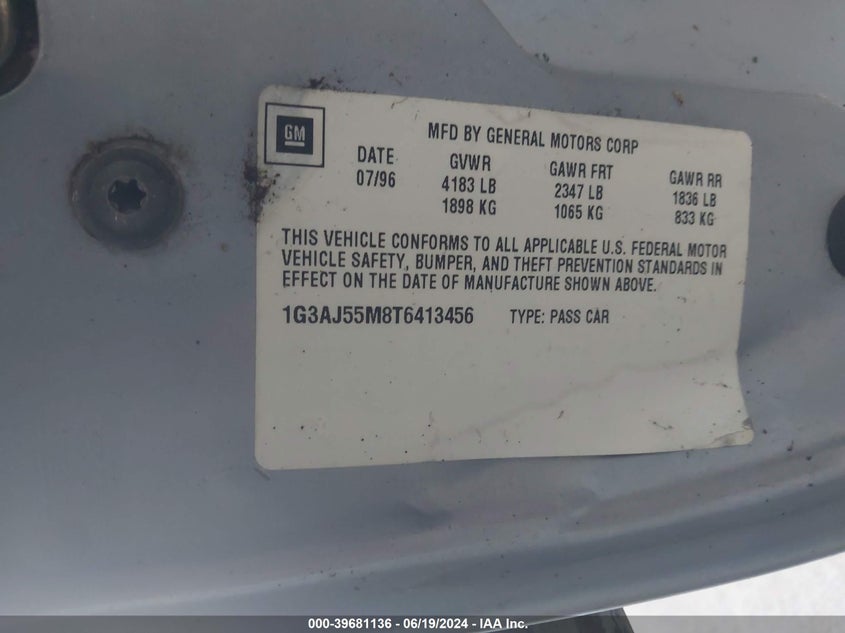 GM
MFD BY GENERAL MOTORS CORP
DATE GVWR GAWR FRT GAWR RR
07/96 4183 LB 2347 LB 1836 LB
1898 KG 1065 KG 833 KG
THIS VEHICLE CONFORMS TO ALL APPLICABLE U.S. FEDERAL MOTOR
VEHICLE SAFETY, BUMPER, AND THEFT PREVENTION STANDARDS IN
EFFECT ON THE DATE OF MANUFACTURE SHOWN ABOVE.
1G3AJ55M8T6413456 TYPE: PASS CAR
000-39681136 - 06/19/2024 - IAA Inc.